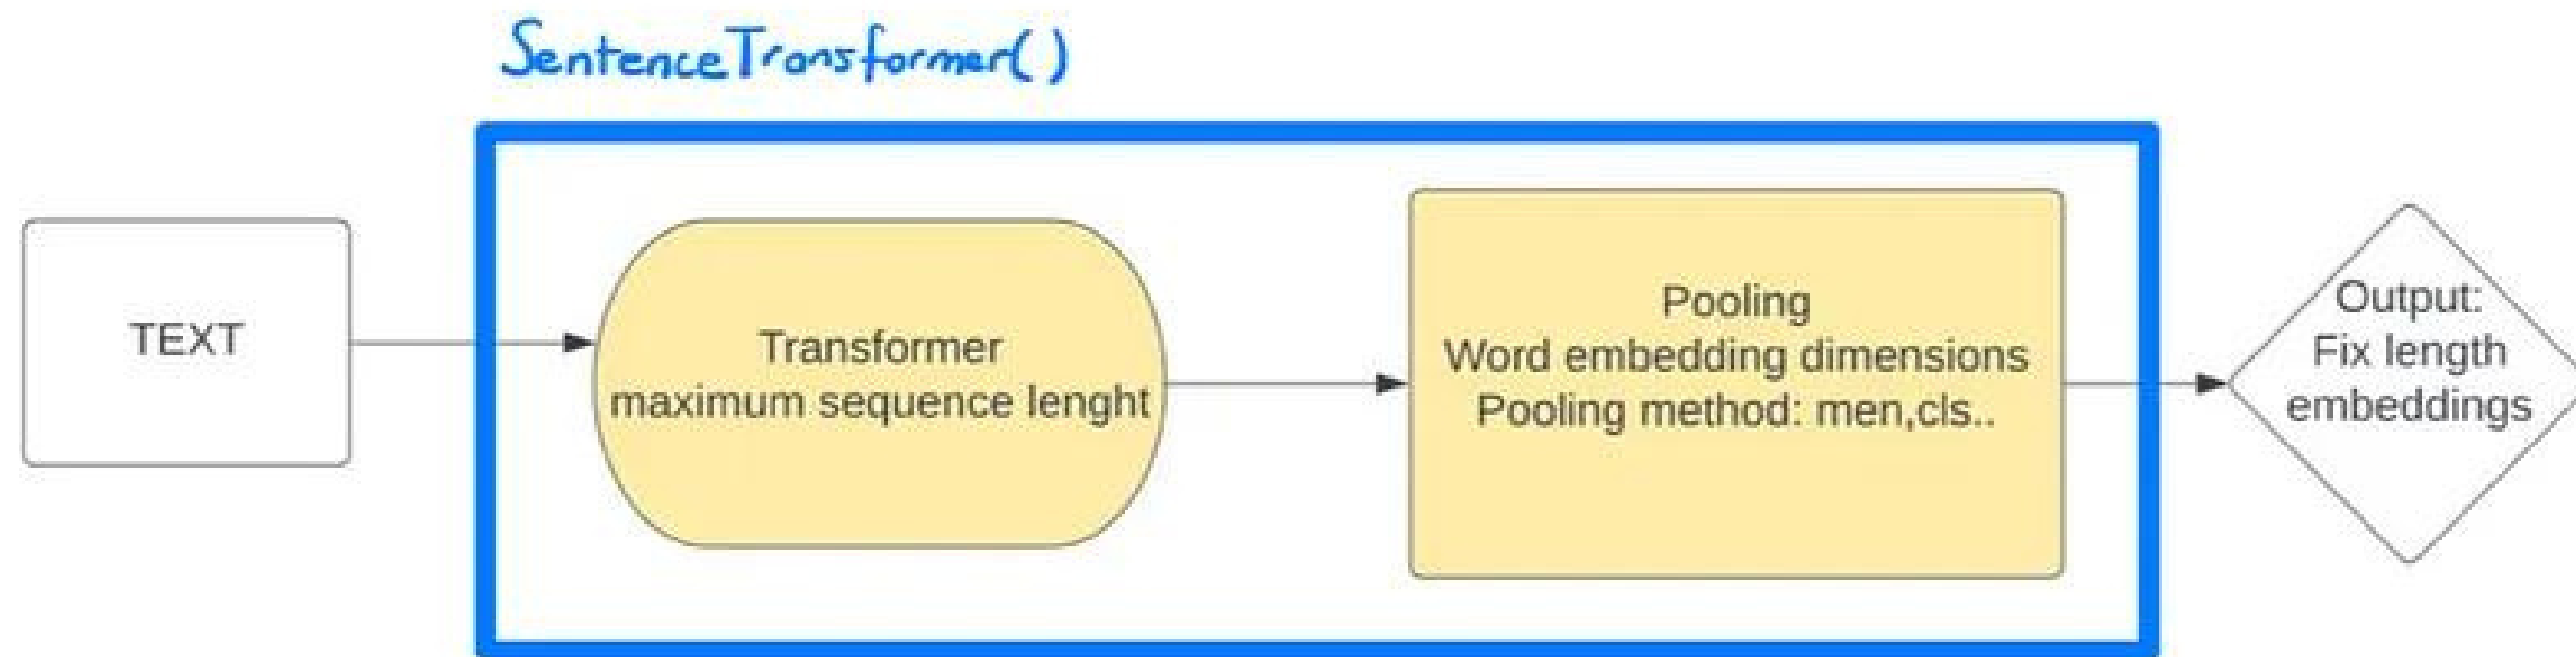 SentenceTransformer()
TEXT
Transformer
maximum sequence lenght
Pooling
Word embedding dimensions
Pooling method: men,cls..
Output:
Fix length
embeddings